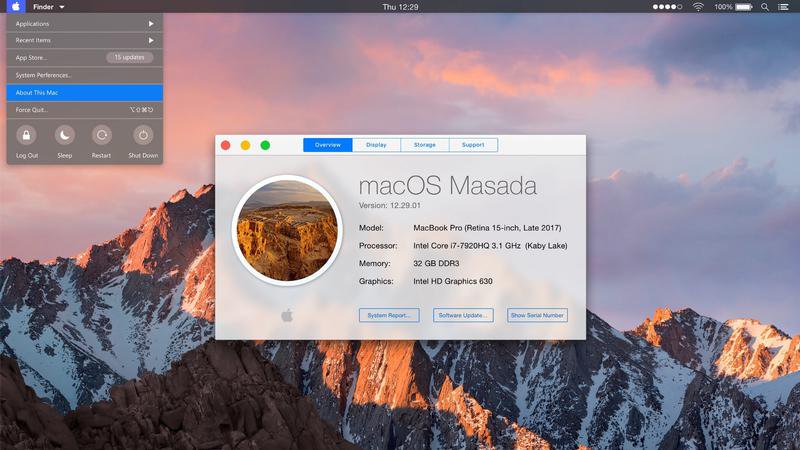 Finder
Thu 12:29
100%
Applications
Recent Items
App Store...
15 updates
System Perferences..
About This Mac
Force Quit...
⌥⇧⌘⎋
Log Out
Sleep
Restart
Shut Down
Overview
Display
Storage
Support
macOS Masada
Version: 12.29.01
Model: MacBook Pro (Retina 15-inch, Late 2017)
Processor: Intel Core i7-7920HQ 3.1 GHz (Kaby Lake)
Memory: 32 GB DDR3
Graphics: Intel HD Graphics 630
System Report...
Software Update...
Show Serial Number